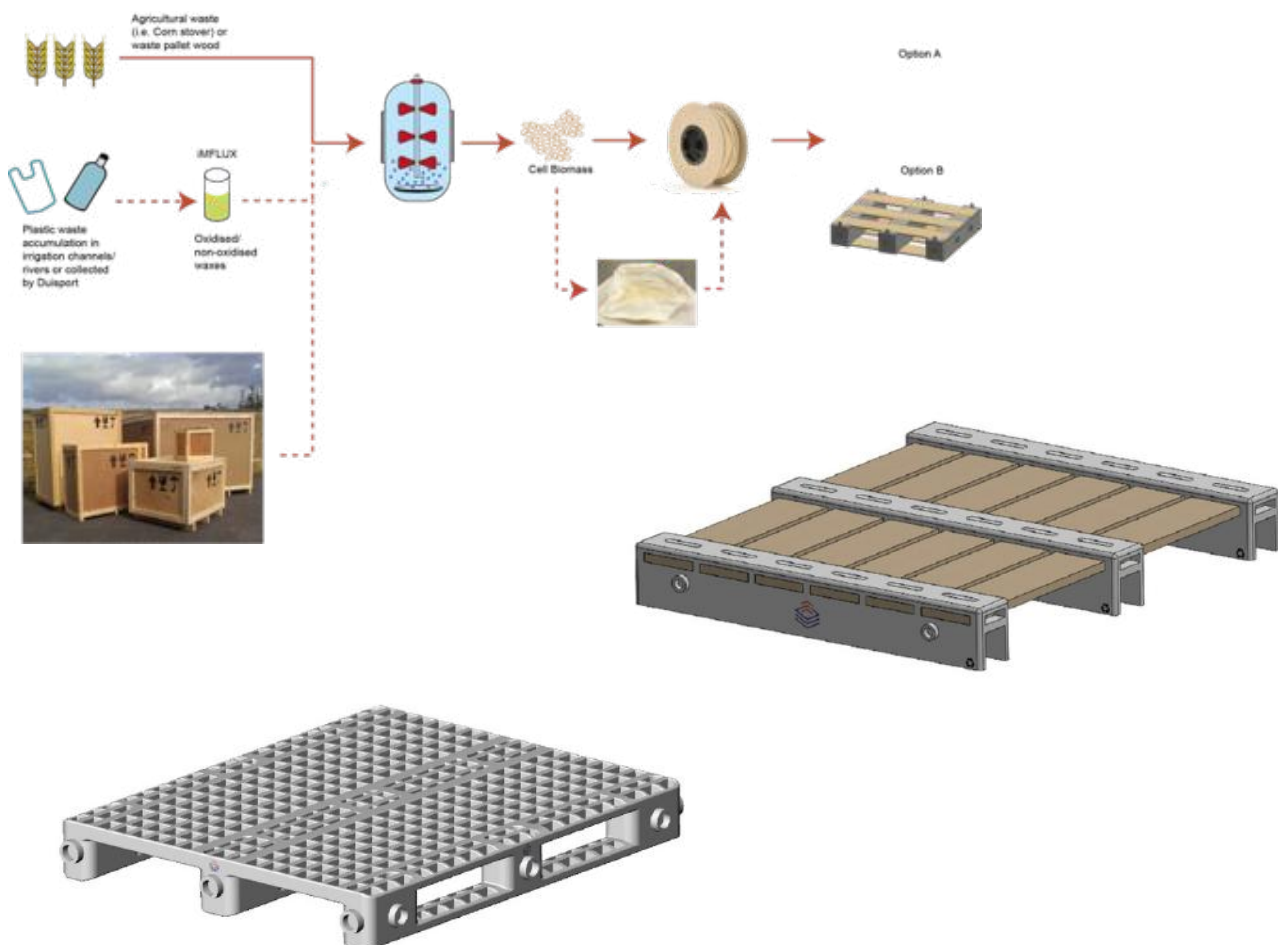 Agricultural waste
(i.e. Corn stover) or
waste pallet wood
Option A
iMFLUX
Cell Biomass
Option B
Plastic waste
accumulation in
irrigation channels/
rivers or collected
by Duisport
Oxidised/
non-oxidised
waxes